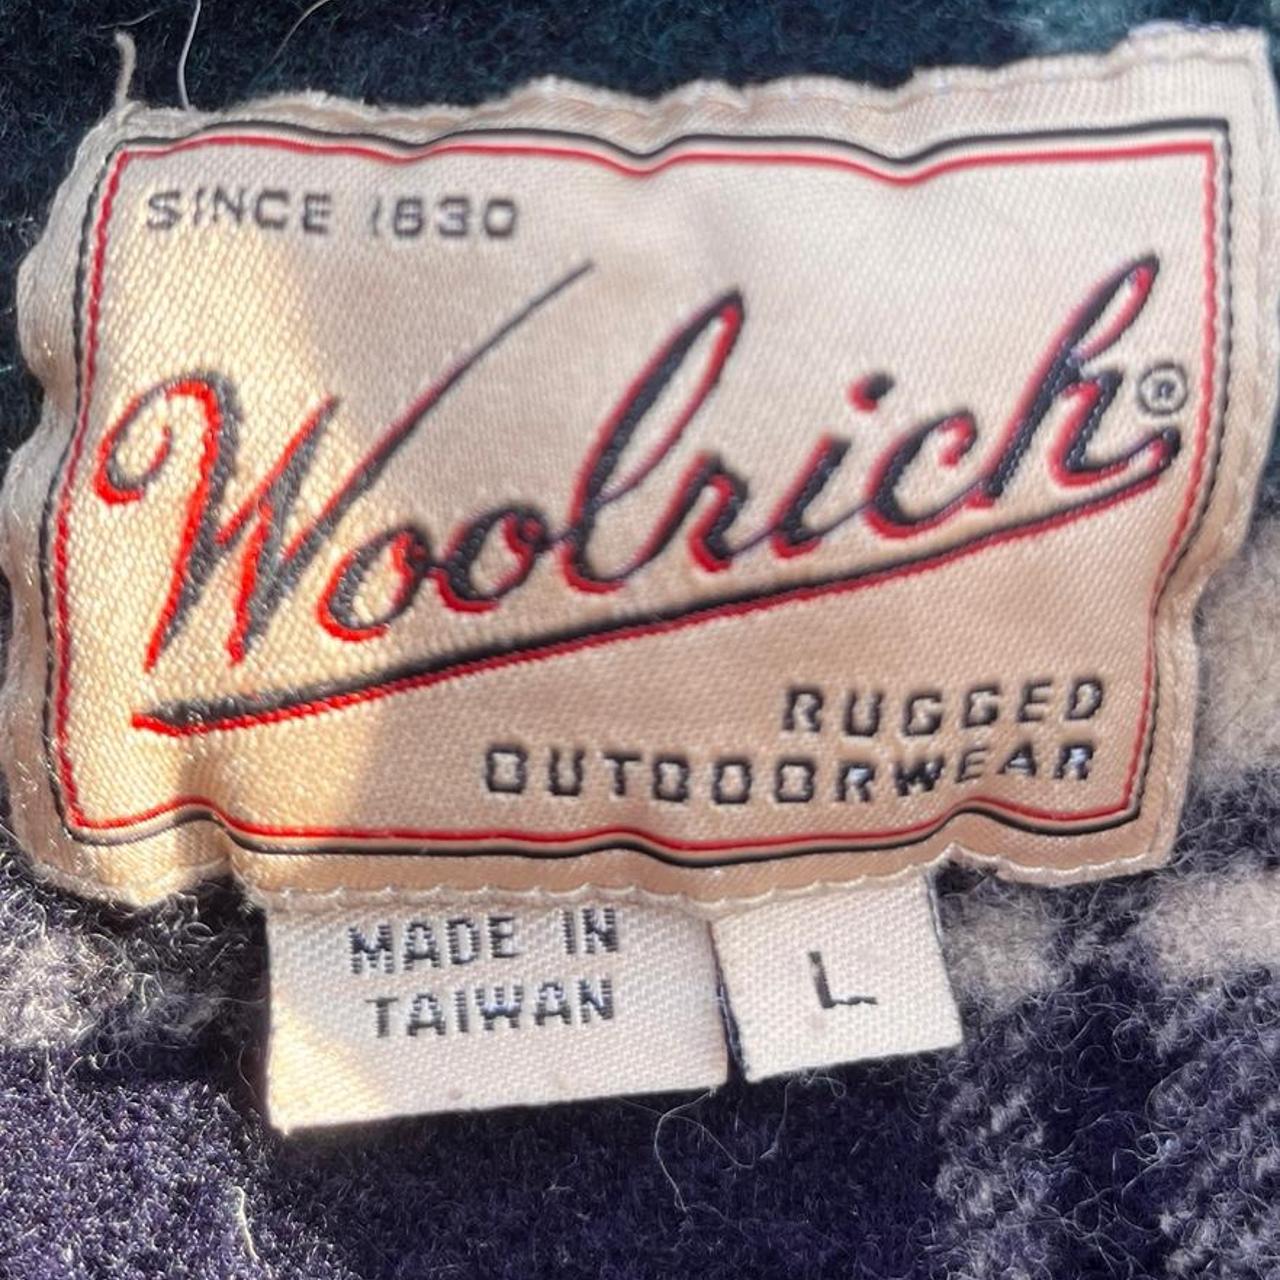 SINCE 1830
Woolrich®
RUGGED
OUTDOORWEAR
MADE IN
TAIWAN
L